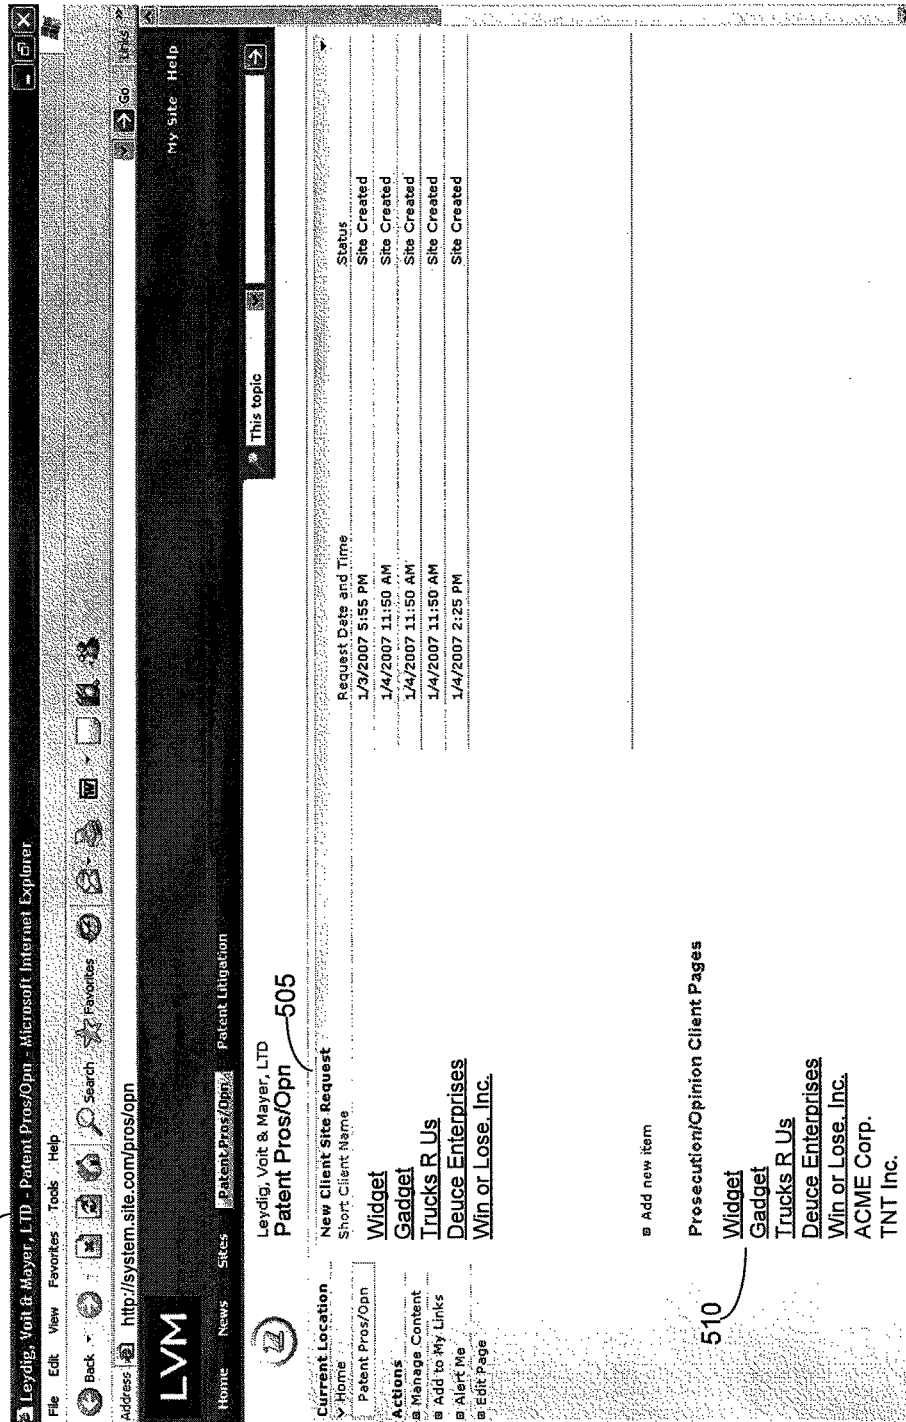 Leydig, Voit & Mayer, LTD - Patent Pros/Opn - Microsoft Internet Explorer
File Edit View Favorites Tools Help
Back Search Favorites
Address http://system.site.com/pros/opn Go Links
LVM
My Site Help
Home News Sites Patent Pros/Opn Patent Litigation
Leydig, Voit & Mayer, LTD
Patent Pros/Opn
This topic
505
Current Location
Home
Patent Pros/Opn
Actions
Manage Content
Add to My Links
Alert Me
Edit Page
New Client Site Request
Short Client Name Request Date and Time Status
Widget 1/3/2007 5:55 PM Site Created
Gadget 1/4/2007 11:50 AM Site Created
Trucks R Us 1/4/2007 11:50 AM Site Created
Deuce Enterprises 1/4/2007 11:50 AM Site Created
Win or Lose, Inc. 1/4/2007 2:25 PM Site Created
Add new item
Prosecution/Opinion Client Pages
510
Widget
Gadget
Trucks R Us
Deuce Enterprises
Win or Lose, Inc.
ACME Corp.
TNT Inc.